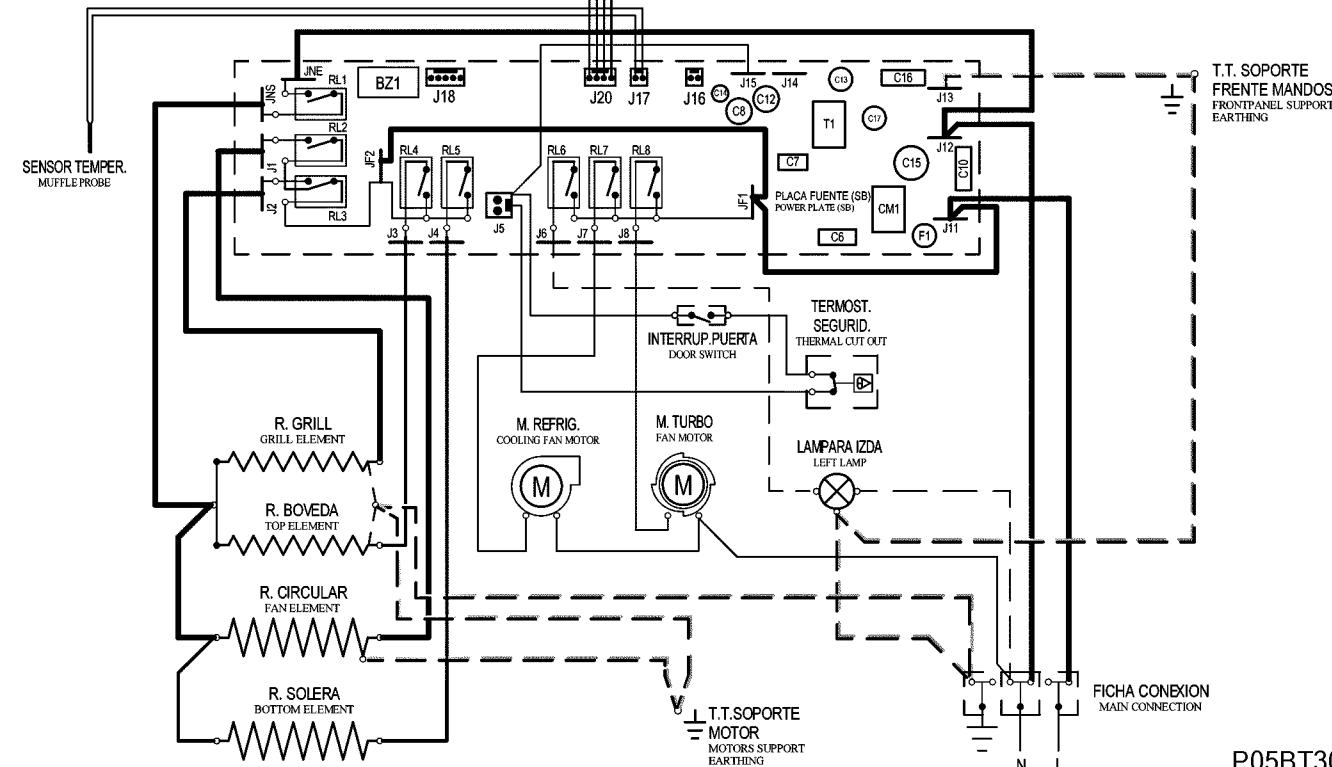 JNE
RL1
BZ1
J18
J20
J17
J16
J15
J14
C13
C16
J13
T.T. SOPORTE
FRENTE MANDOS
FRONTPANEL SUPPORT
EARTHING
JNS
C14
C8
C12
T1
C17
RL2
SENSOR TEMPER.
MUFFLE PROBE
J1
JF2
RL4
RL5
RL6
RL7
RL8
C7
J12
C15
C10
J2
RL3
J5
JF1
PLACA FUENTE (SB)
POWER PLATE (SB)
CM1
J11
J3
J4
J6
J7
J8
C6
F1
TERMOST.
SEGURID.
THERMAL CUT OUT
INTERRUP.PUERTA
DOOR SWITCH
R. GRILL
GRILL ELEMENT
M. REFRIG.
COOLING FAN MOTOR
M. TURBO
FAN MOTOR
LAMPARA IZDA
LEFT LAMP
M
M
R. BOVEDA
TOP ELEMENT
R. CIRCULAR
FAN ELEMENT
R. SOLERA
BOTTOM ELEMENT
T.T.SOPORTE
MOTOR
MOTORS SUPPORT
EARTHING
FICHA CONEXION
MAIN CONNECTION
N
L